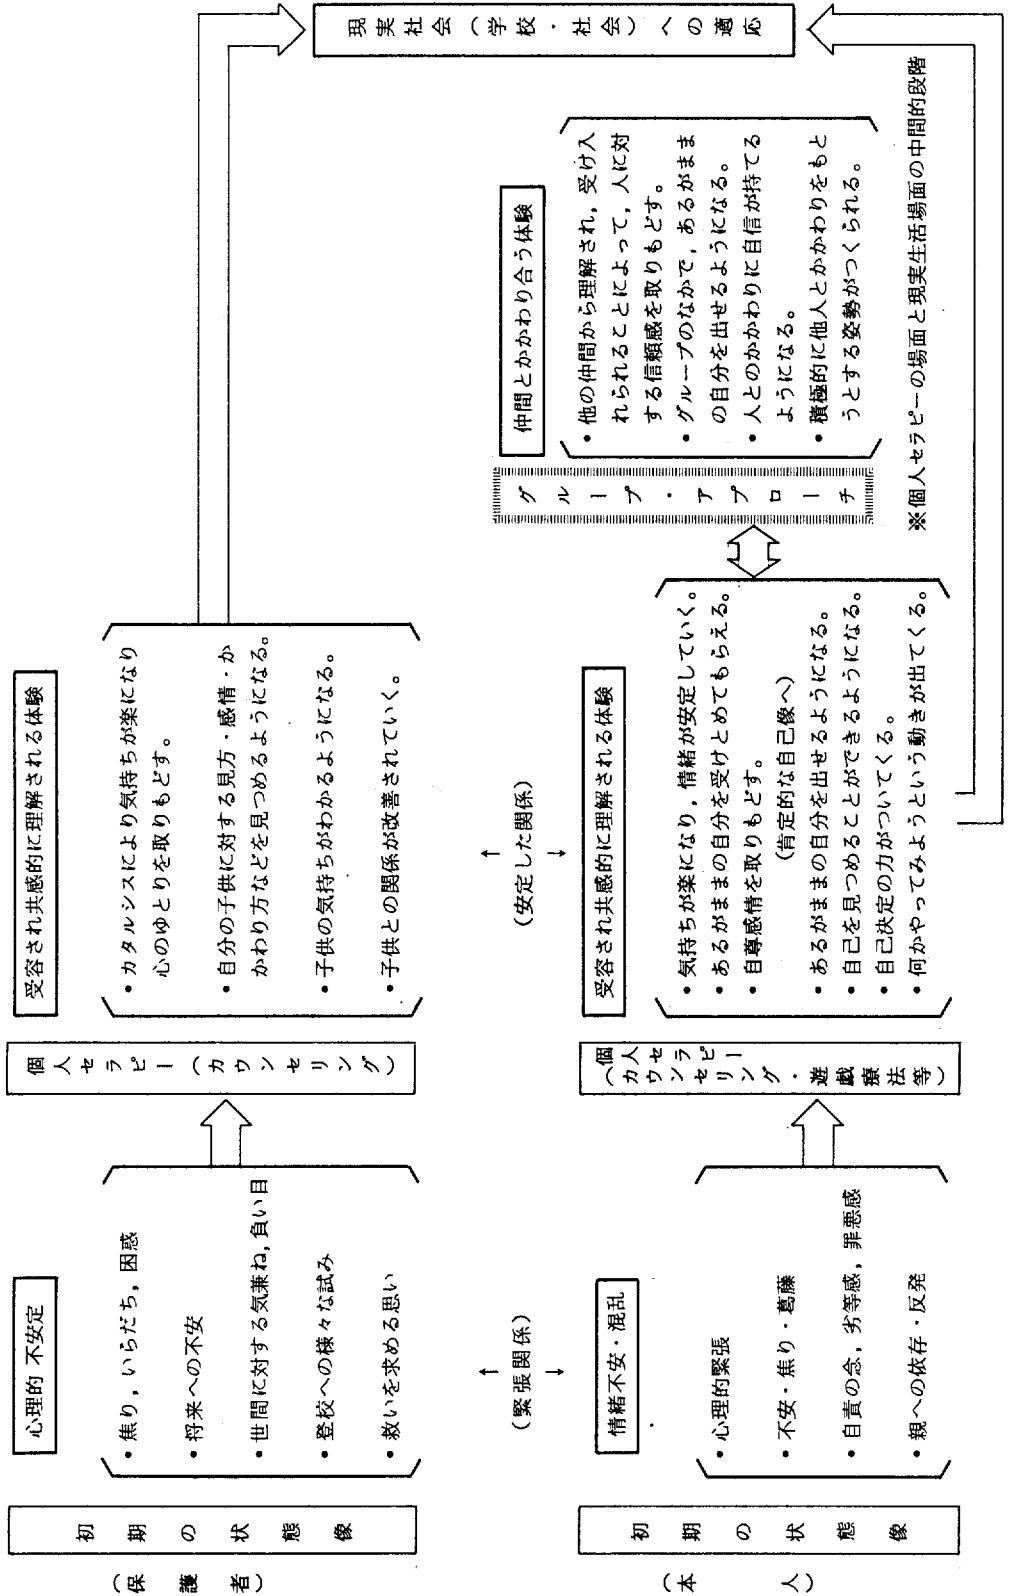 (保護者)
初期の状態像
心理的 不安定
・焦り，いらだち，困惑
・将来への不安
・世間に対する気兼ね，負い目
・登校への様々な試み
・救いを求める思い
個人セラピー(カウンセリング)
受容され共感的に理解される体験
・カタルシスにより気持ちが楽になり
心のゆとりを取りもどす。
・自分の子供に対する見方・感情・か
かわり方などを見つめるようになる。
・子供の気持ちがわかるようになる。
・子供との関係が改善されていく。
↑
(緊張関係)
↓
↑
(安定した関係)
↓
(本人)
初期の状態像
情緒不安・混乱
・心理的緊張
・不安・焦り・葛藤
・自責の念，劣等感，罪悪感
・親への依存・反発
個人セラピー
(カウンセリング・遊戯療法等)
受容され共感的に理解される体験
・気持ちが楽になり，情緒が安定していく。
・あるがままの自分を受けとめてもらえる。
・自尊感情を取りもどす。
(肯定的な自己像へ)
・あるがままの自分を出せるようになる。
・自己を見つめることができるようになる。
・自己決定の力がついてくる。
・何かやってみようという動きが出てくる。
グループ・アプローチ
仲間とかかわり合う体験
・他の仲間から理解され，受け入
れられることによって，人に対
する信頼感を取りもどす。
・グループのなかで，あるがまま
の自分を出せるようになる。
・人とのかかわりに自信が持てる
ようになる。
・積極的に他人とかかわりをもと
うとする姿勢がつくられる。
※個人セラピーの場面と現実生活場面の中間的段階
現実社会(学校・社会)への適応